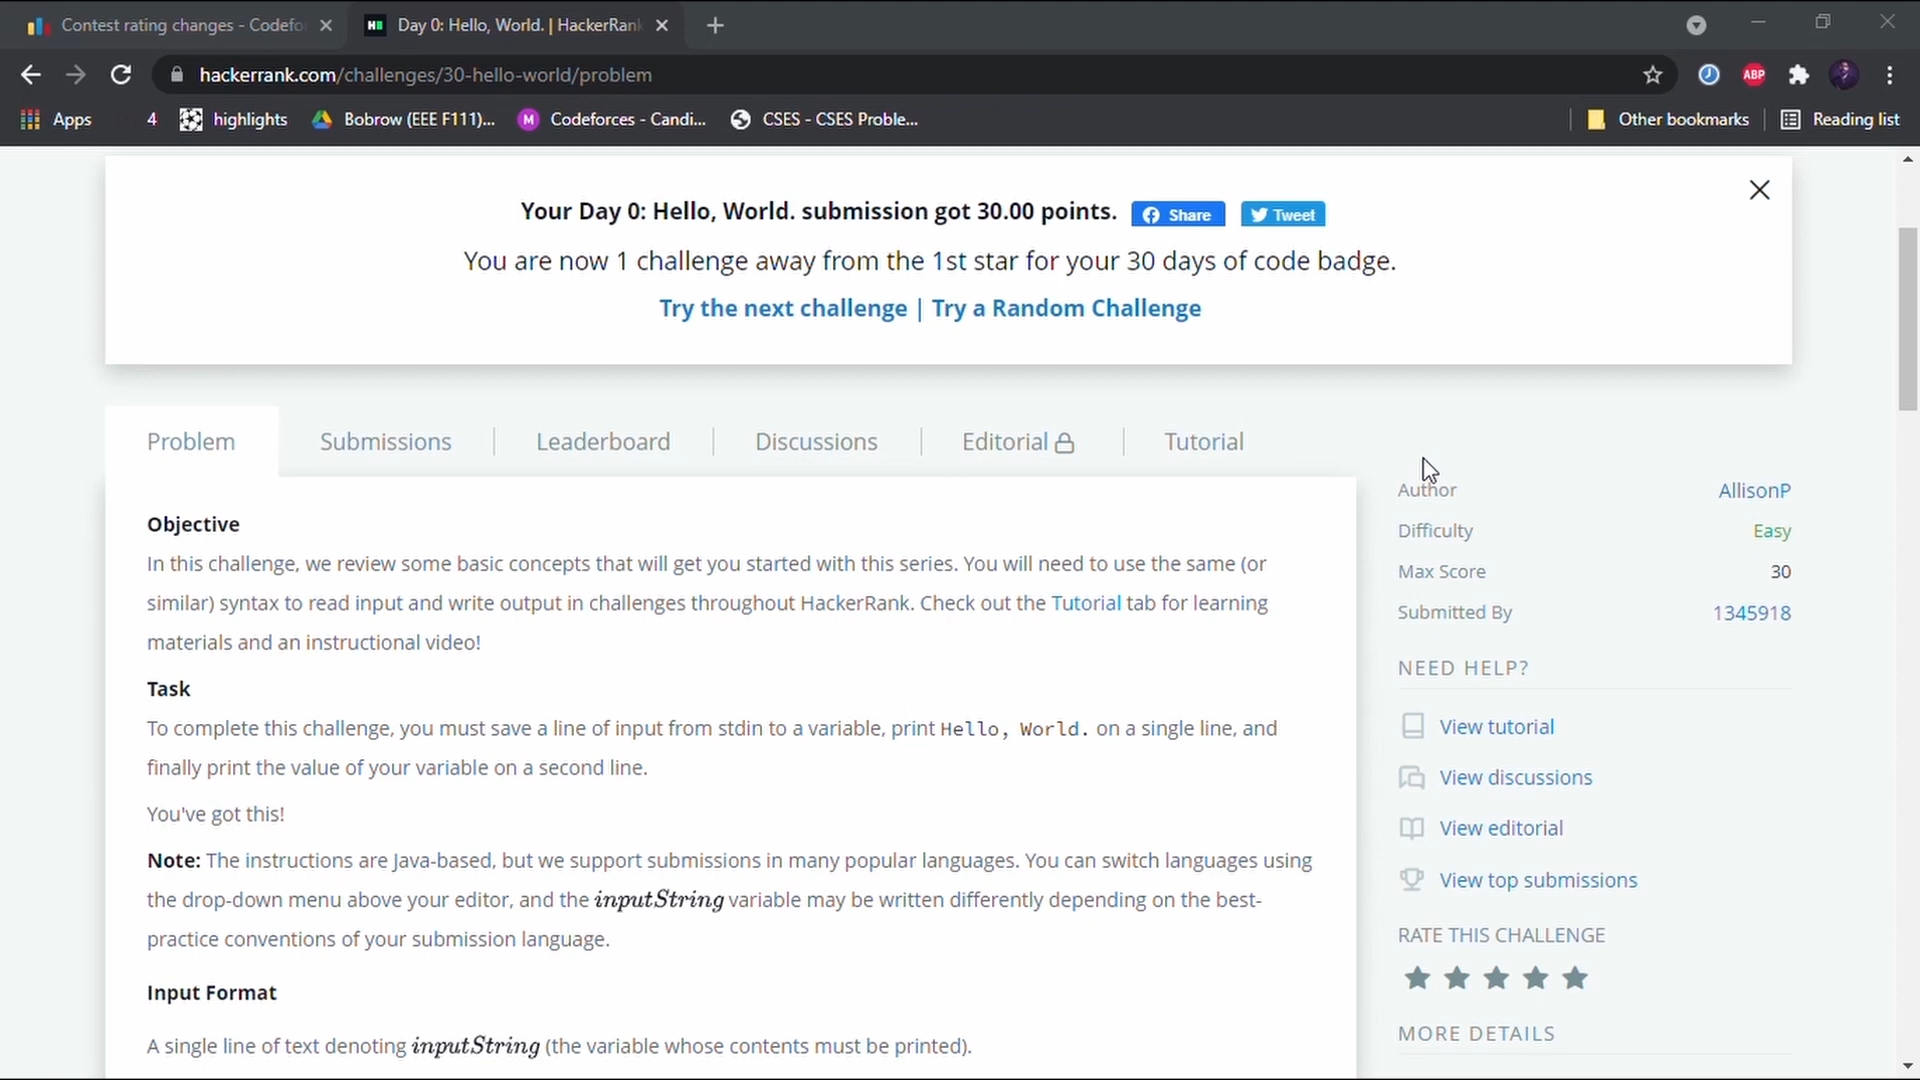 Contest rating changes - Codefo
Day 0: Hello, World. | HackerRank
hackerrank.com/challenges/30-hello-world/problem
ABP
Apps
4
highlights
Bobrow (EEE F111)...
M
Codeforces - Candi...
CSES - CSES Proble...
Other bookmarks
Reading list
Your Day 0: Hello, World. submission got 30.00 points.
Share
Tweet
You are now 1 challenge away from the 1st star for your 30 days of code badge.
Try the next challenge | Try a Random Challenge
Problem
Submissions
Leaderboard
Discussions
Editorial
Tutorial
Objective
In this challenge, we review some basic concepts that will get you started with this series. You will need to use the same (or
similar) syntax to read input and write output in challenges throughout HackerRank. Check out the Tutorial tab for learning
materials and an instructional video!
Task
To complete this challenge, you must save a line of input from stdin to a variable, print Hello, World. on a single line, and
finally print the value of your variable on a second line.
You've got this!
Note: The instructions are Java-based, but we support submissions in many popular languages. You can switch languages using
the drop-down menu above your editor, and the inputString variable may be written differently depending on the best-
practice conventions of your submission language.
Input Format
A single line of text denoting inputString (the variable whose contents must be printed).
Author AllisonP
Difficulty Easy
Max Score 30
Submitted By 1345918
NEED HELP?
View tutorial
View discussions
View editorial
View top submissions
RATE THIS CHALLENGE
MORE DETAILS